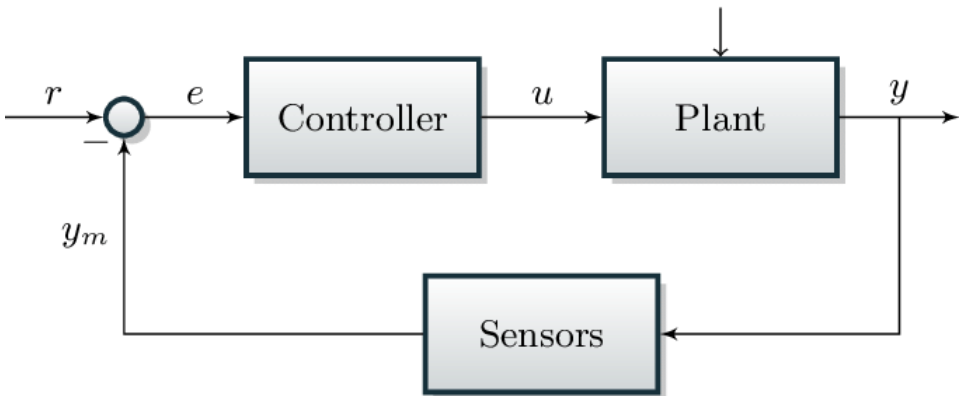 r
e
Controller
u
Plant
y
−
y_m
Sensors